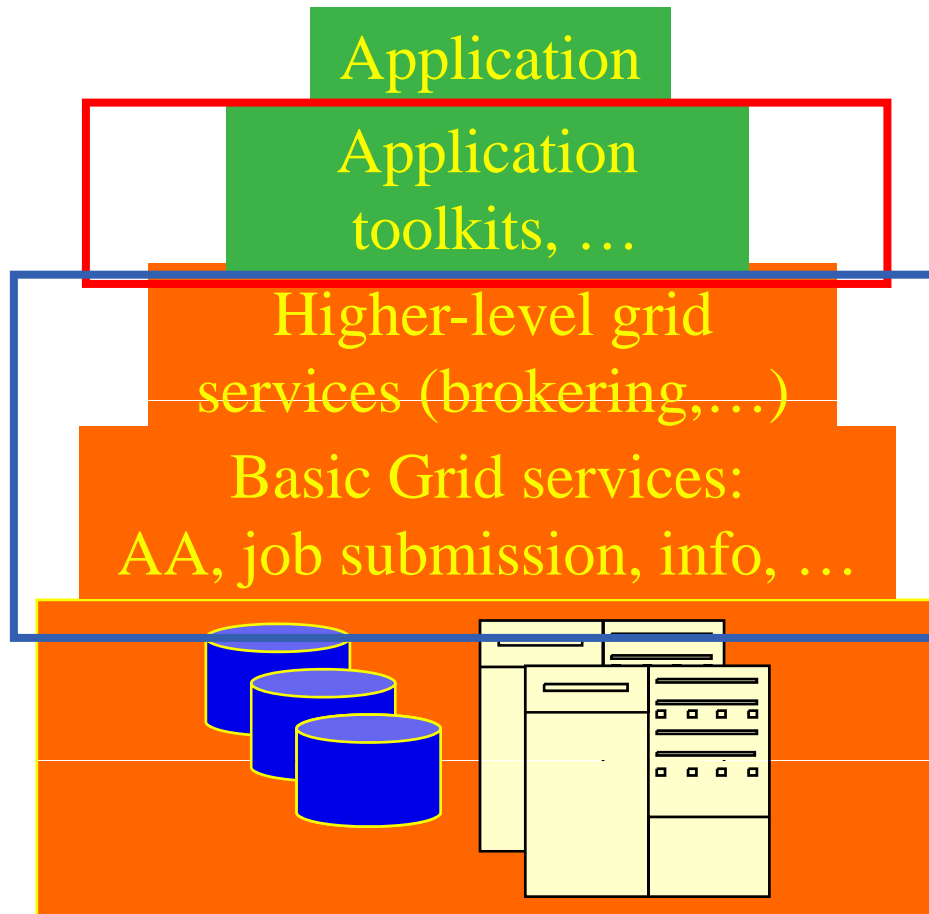 Application
Application
toolkits, …
Higher-level grid
services (brokering,…)
Basic Grid services:
AA, job submission, info, …